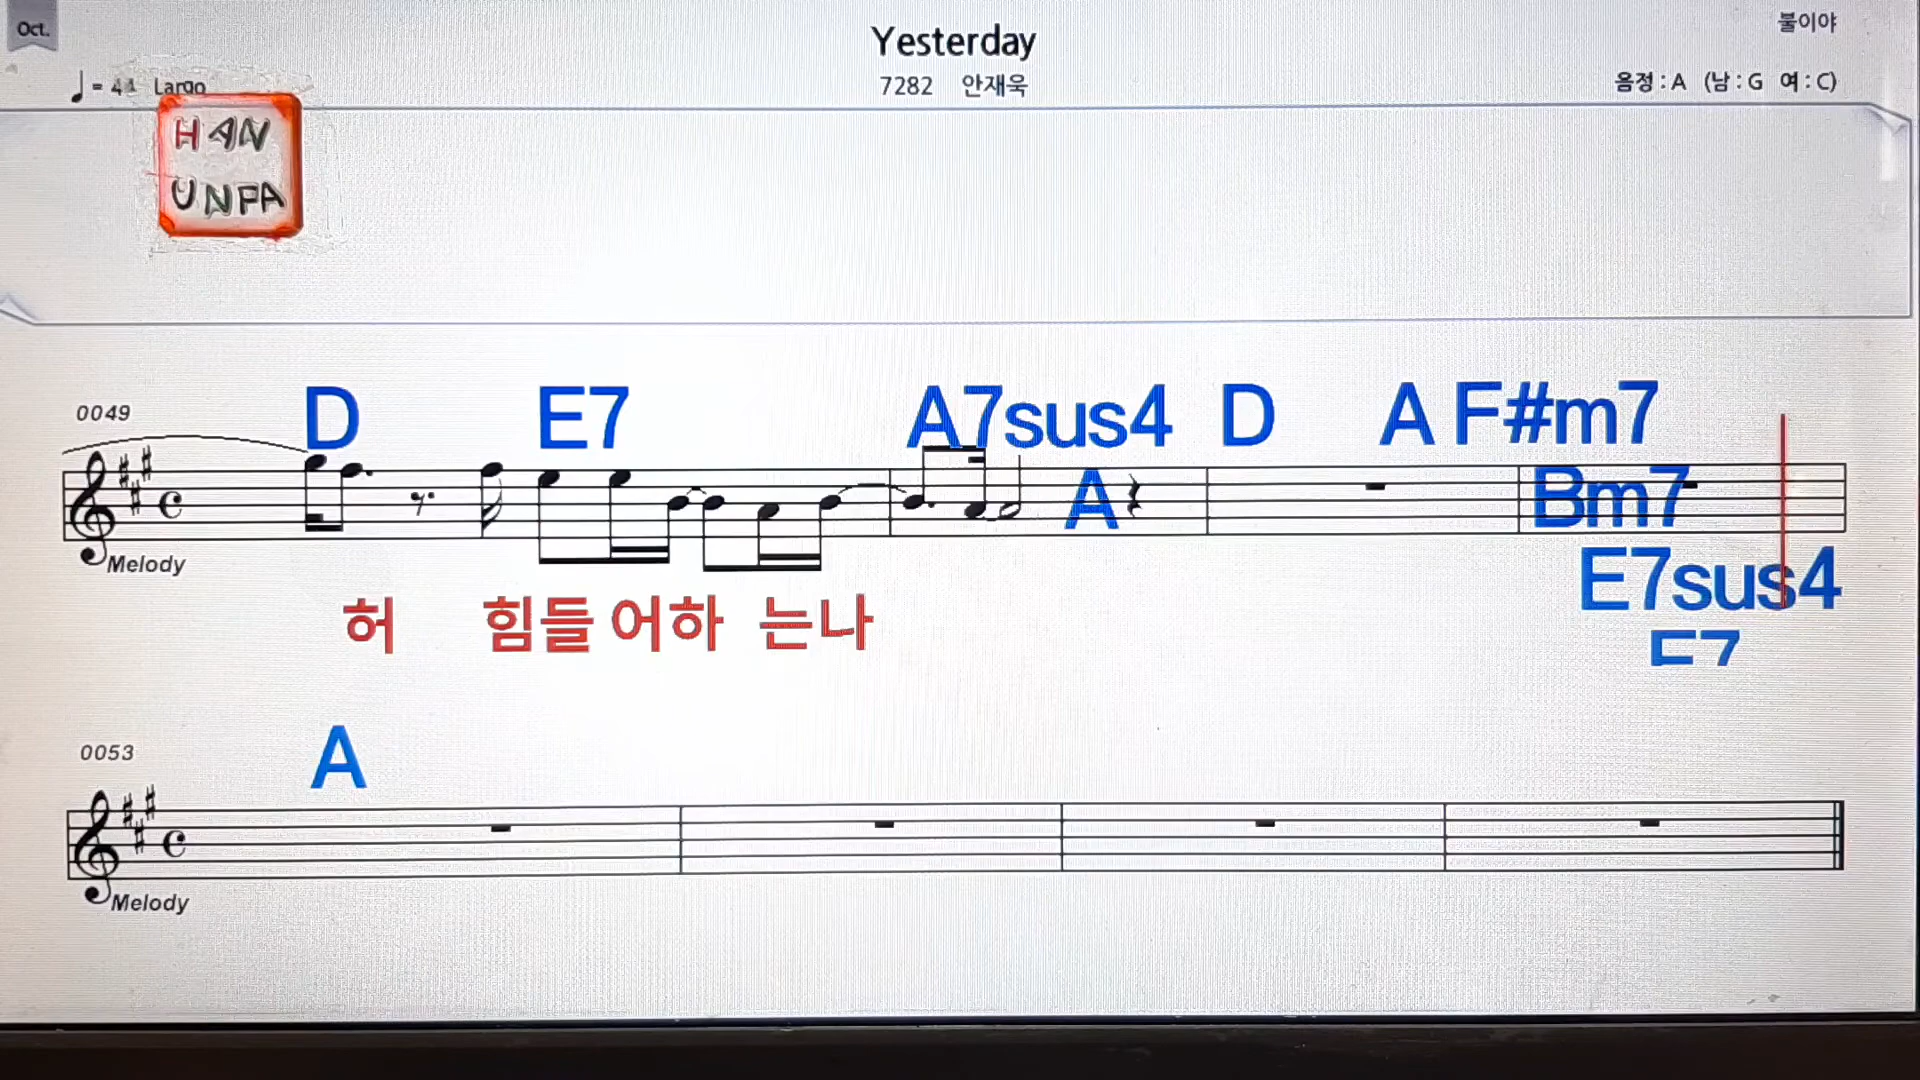 Oct.
Yesterday
불이야
Largo
7282 안재욱
음정 : A (남 : G 여 : C)
HAN
UNPA
0049
D E7 A7sus4 D A F#m7
A Bm7
Melody
E7sus4
허 힘들 어하 는나
E7
0053
A
Melody